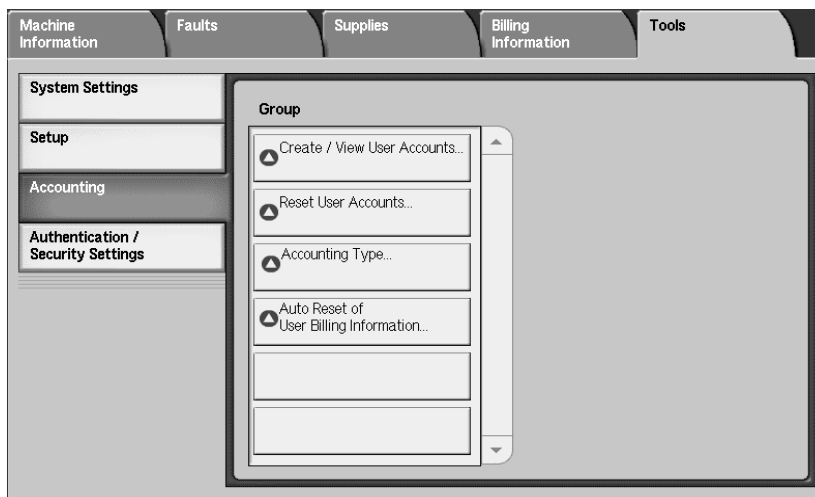 Machine
Information
Faults
Supplies
Billing
Information
Tools
System Settings
Setup
Accounting
Authentication /
Security Settings
Group
Create / View User Accounts...
Reset User Accounts...
Accounting Type...
Auto Reset of
User Billing Information...